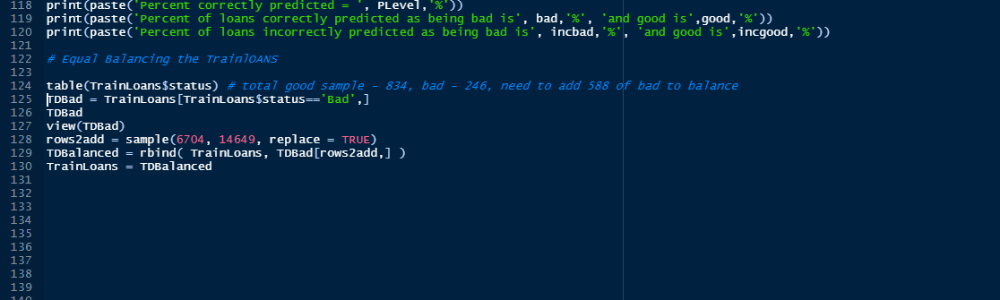 118 print(paste('Percent correctly predicted = ', PLevel,'%'))
119 print(paste('Percent of loans correctly predicted as being bad is', bad,'%', 'and good is',good,'%'))
120 print(paste('Percent of loans incorrectly predicted as being bad is', incbad,'%', 'and good is',incgood,'%'))
121
122 # Equal Balancing the TrainlOANS
123
124 table(TrainLoans$status) # total good sample - 834, bad - 246, need to add 588 of bad to balance
125 TDBad = TrainLoans[TrainLoans$status=='Bad',]
126 TDBad
127 view(TDBad)
128 rows2add = sample(6704, 14649, replace = TRUE)
129 TDBalanced = rbind( TrainLoans, TDBad[rows2add,] )
130 TrainLoans = TDBalanced
131
132
133
134
135
136
137
138
139